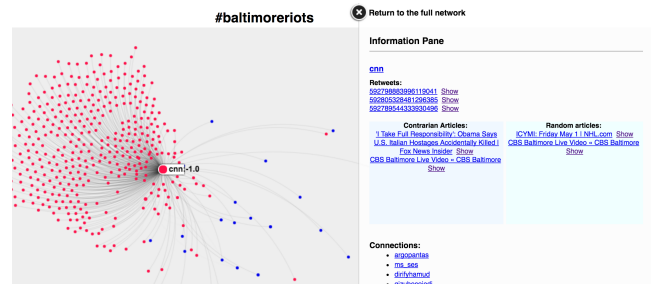 #baltimoreriots
Return to the full network
cnn|-1.0
Information Pane
cnn
Retweets:
592798883996119041 Show
592805328481296385 Show
592789544333930496 Show
Contrarian Articles:
'I Take Full Responsibility': Obama Says
U.S. Italian Hostages Accidentally Killed |
Fox News Insider Show
CBS Baltimore Live Video « CBS Baltimore
Show
Random articles:
ICYMI: Friday May 1 | NHL.com Show
CBS Baltimore Live Video « CBS Baltimore
Show
Connections:
argopantas
ms_ses
dirifyhamud